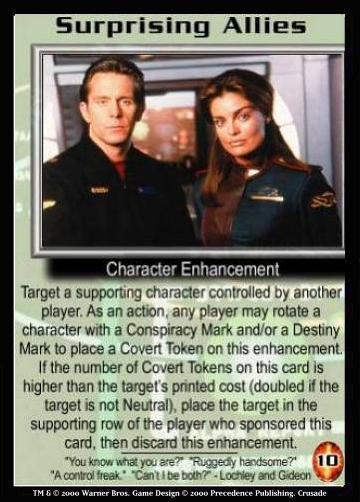 Surprising Allies
Character Enhancement
Target a supporting character controlled by another
player. As an action, any player may rotate a
character with a Conspiracy Mark and/or a Destiny
Mark to place a Covert Token on this enhancement.
If the number of Covert Tokens on this card is
higher than the target's printed cost (doubled if the
target is not Neutral), place the target in the
supporting row of the player who sponsored this
card, then discard this enhancement.
"You know what you are?" "Ruggedly handsome?"
"A control freak." "Can't I be both?" - Lochley and Gideon
10
TM & © 2000 Warner Bros. Game Design © 2000 Precedence Publishing. Crusade